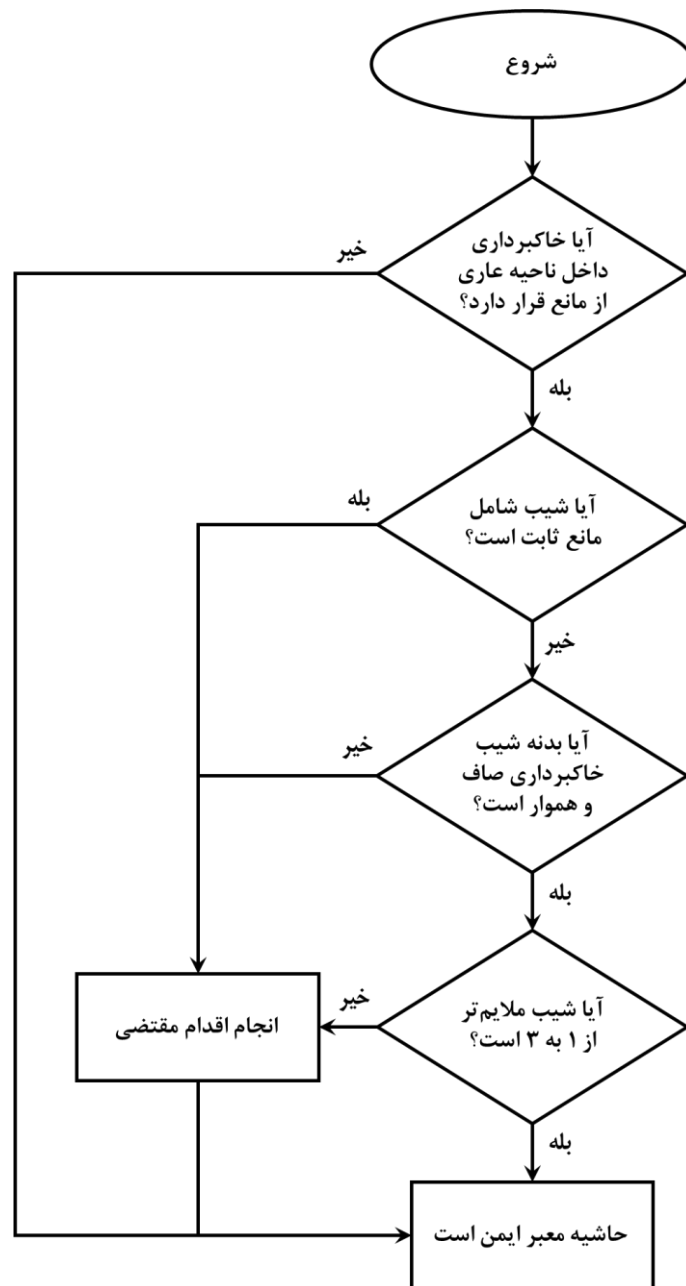 شروع
آیا خاکبرداری
داخل ناحیه عاری
از مانع قرار دارد؟
خیر
بله
آیا شیب شامل
مانع ثابت است؟
بله
خیر
آیا بدنه شیب
خاکبرداری صاف
و هموار است؟
خیر
بله
آیا شیب ملایم‌تر
از ۱ به ۳ است؟
خیر
انجام اقدام مقتضی
بله
حاشیه معبر ایمن است